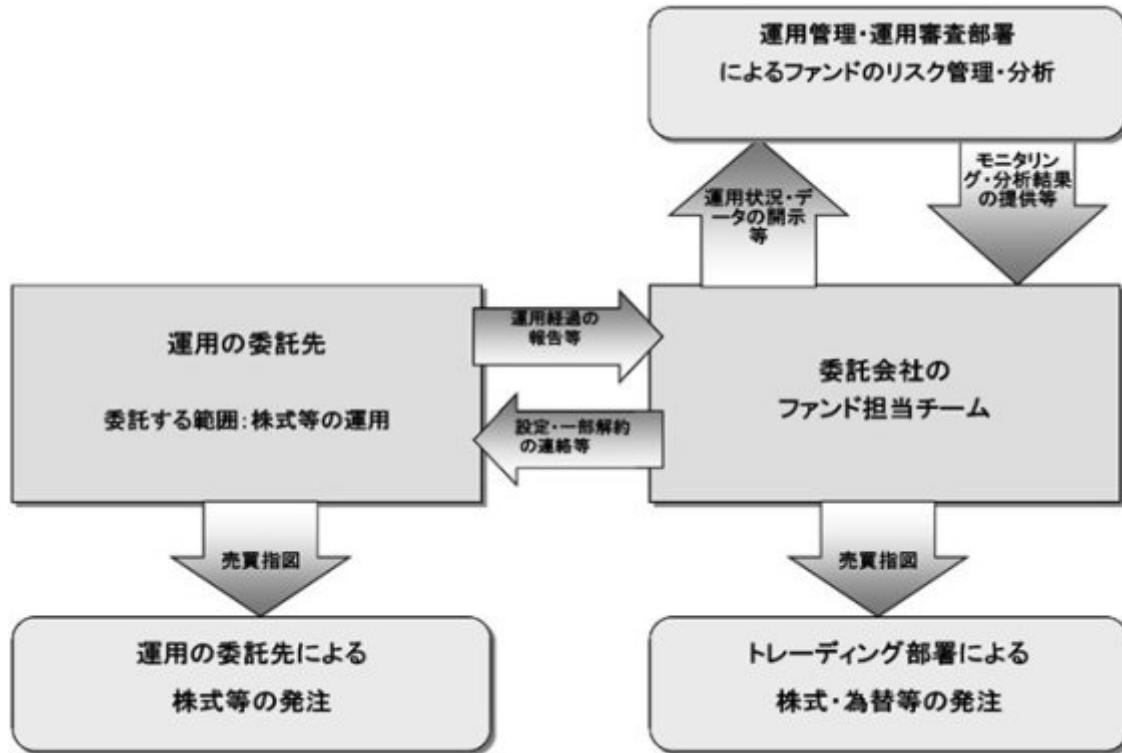 運用管理・運用審査部署
によるファンドのリスク管理・分析
運用状況・デ
ータの開示
等
モニタリン
グ・分析結果
の提供等
運用の委託先
委託する範囲:株式等の運用
運用経過の
報告等
設定・一部解約
の連絡等
委託会社の
ファンド担当チーム
売買指図
売買指図
運用の委託先による
株式等の発注
トレーディング部署による
株式・為替等の発注